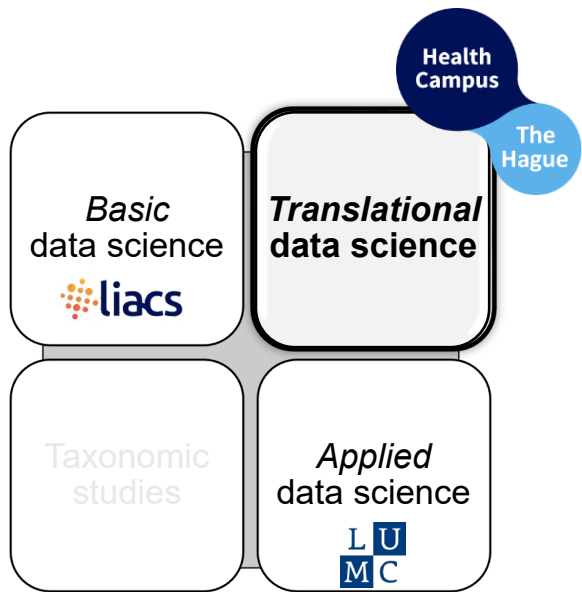 Health
Campus
The
Hague
Basic
data science
liacs
Translational
data science
Taxonomic
studies
Applied
data science
L U
M C